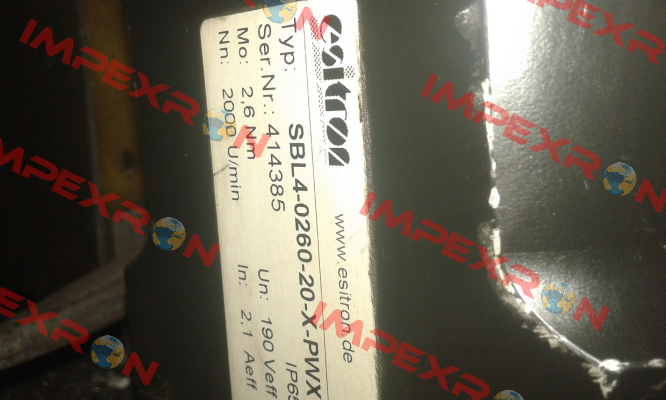 esitron
www.esitron.de
Typ: SBL4-0260-20-X-PWX
Ser.Nr.: 414385 IP65
Mo: 2,6 Nm Un: 190 Veff
Nn: 2000 U/min In: 2,1 Aeff
IMPEXRON
IMPEXRON
IMPEXRON
IMPEXRON
IMPEXRON
IMPEXRON